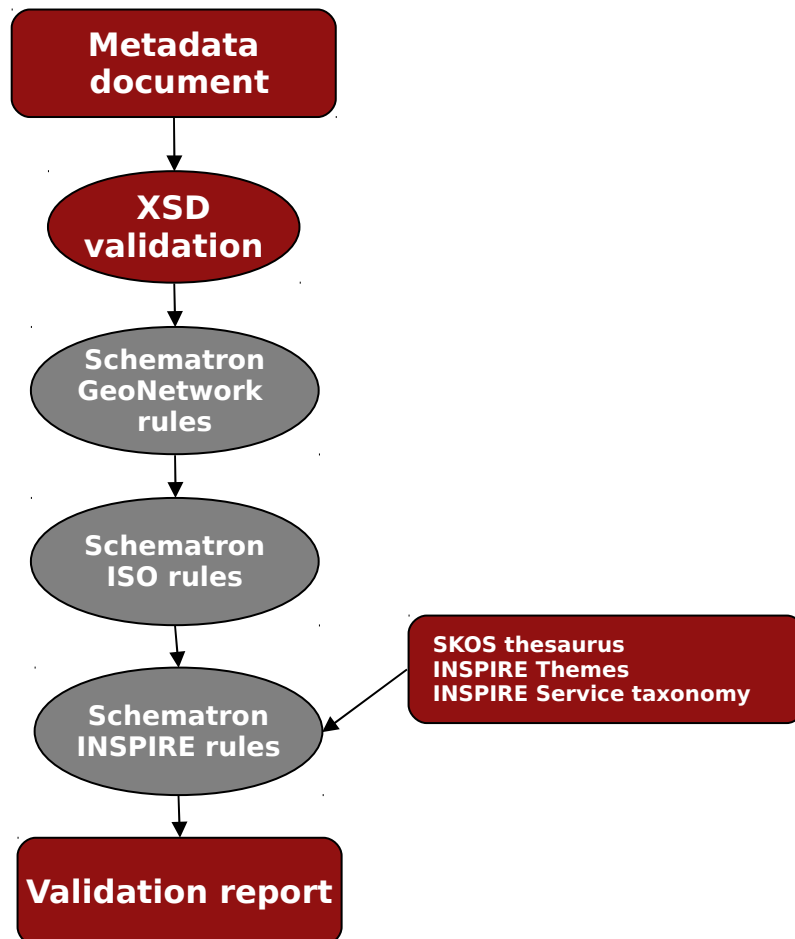 Metadata
document
XSD
validation
Schematron
GeoNetwork
rules
Schematron
ISO rules
SKOS thesaurus
INSPIRE Themes
INSPIRE Service taxonomy
Schematron
INSPIRE rules
Validation report